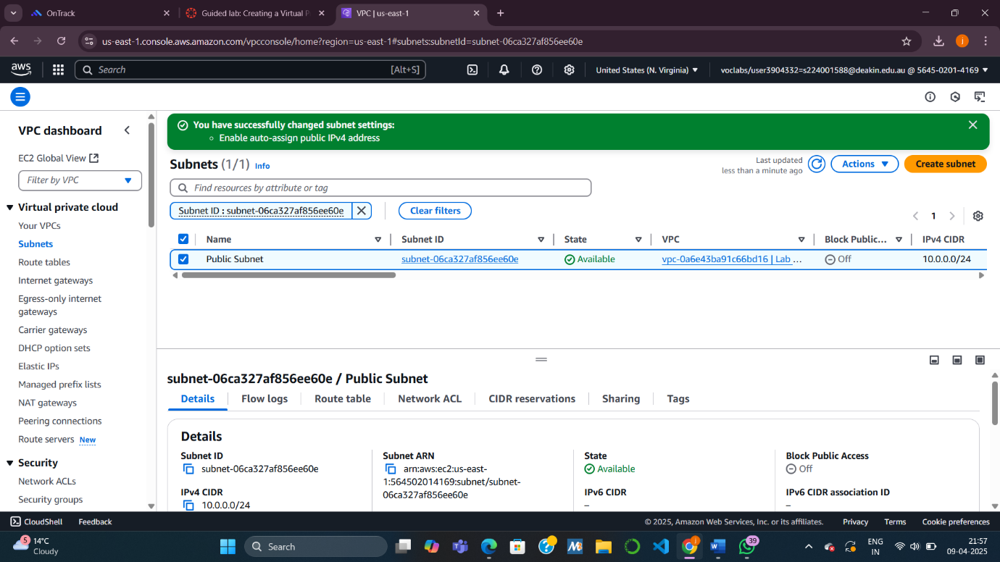 OnTrack
Guided lab: Creating a Virtual P
VPC | us-east-1
us-east-1.console.aws.amazon.com/vpcconsole/home?region=us-east-1#subnets:subnetId=subnet-06ca327af856ee60e
j
aws
Search
[Alt+S]
United States (N. Virginia)
voclabs/user3904332=s224001588@deakin.edu.au @ 5645-0201-4169
VPC dashboard
EC2 Global View
Filter by VPC
Virtual private cloud
Your VPCs
Subnets
Route tables
Internet gateways
Egress-only internet
gateways
Carrier gateways
DHCP option sets
Elastic IPs
Managed prefix lists
NAT gateways
Peering connections
Route servers New
Security
Network ACLs
Security groups
You have successfully changed subnet settings:
Enable auto-assign public IPv4 address
Subnets (1/1) Info
Last updated
less than a minute ago
Actions
Create subnet
Find resources by attribute or tag
Subnet ID : subnet-06ca327af856ee60e
Clear filters
1
Name Subnet ID State VPC Block Public... IPv4 CIDR
Public Subnet subnet-06ca327af856ee60e Available vpc-0a6e43ba91c66bd16 | Lab ... Off 10.0.0.0/24
subnet-06ca327af856ee60e / Public Subnet
Details Flow logs Route table Network ACL CIDR reservations Sharing Tags
Details
Subnet ID
subnet-06ca327af856ee60e
IPv4 CIDR
10.0.0.0/24
Subnet ARN
arn:aws:ec2:us-east-
1:564502014169:subnet/subnet-
06ca327af856ee60e
State
Available
IPv6 CIDR
–
Block Public Access
Off
IPv6 CIDR association ID
–
CloudShell Feedback
© 2025, Amazon Web Services, Inc. or its affiliates. Privacy Terms Cookie preferences
5
14°C
Cloudy
Search
j
39
ENG
IN
21:57
09-04-2025